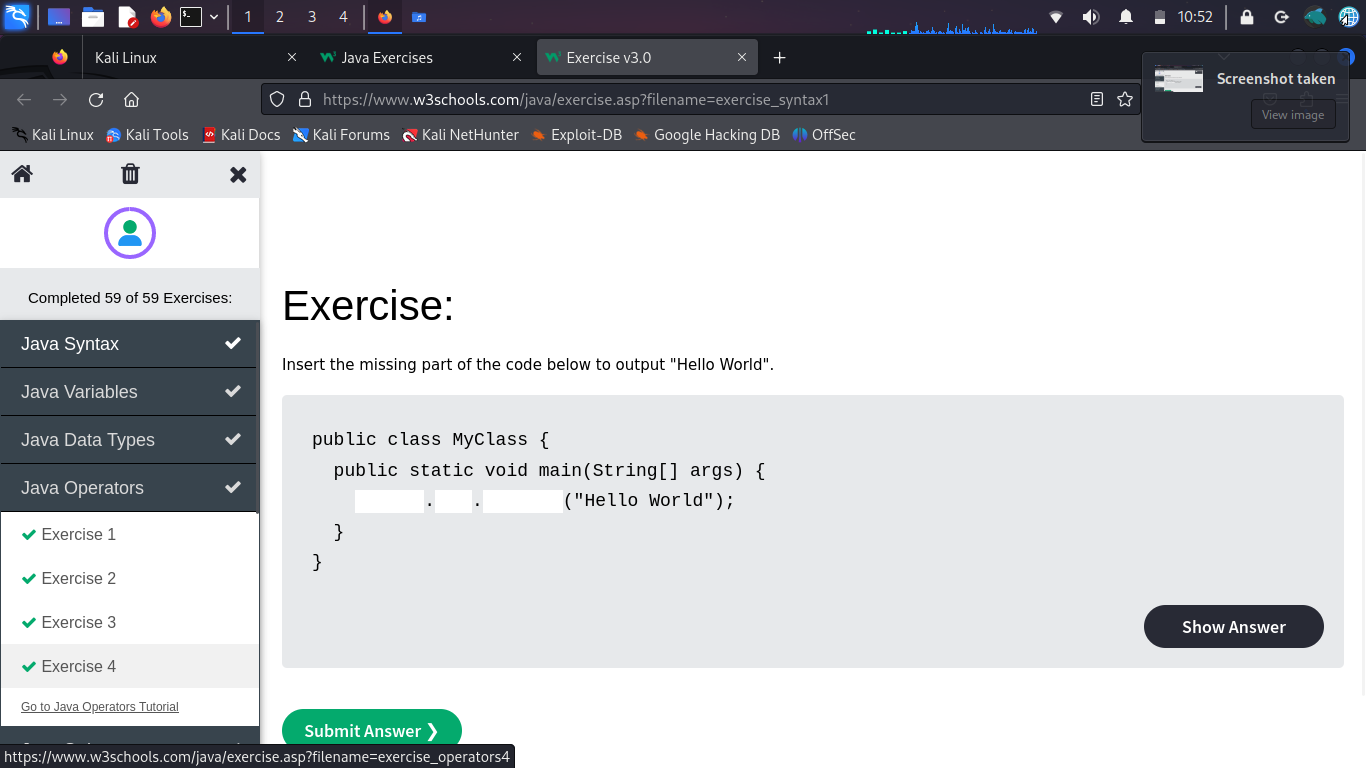 1 2 3 4 10:52
Kali Linux Java Exercises Exercise v3.0
Screenshot taken
View image
https://www.w3schools.com/java/exercise.asp?filename=exercise_syntax1
Kali Linux Kali Tools Kali Docs Kali Forums Kali NetHunter Exploit-DB Google Hacking DB OffSec
Completed 59 of 59 Exercises:
Java Syntax
Java Variables
Java Data Types
Java Operators
Exercise 1
Exercise 2
Exercise 3
Exercise 4
Go to Java Operators Tutorial
Exercise:
Insert the missing part of the code below to output "Hello World".
public class MyClass {
public static void main(String[] args) {
. . ("Hello World");
}
}
Show Answer
Submit Answer ❯
https://www.w3schools.com/java/exercise.asp?filename=exercise_operators4